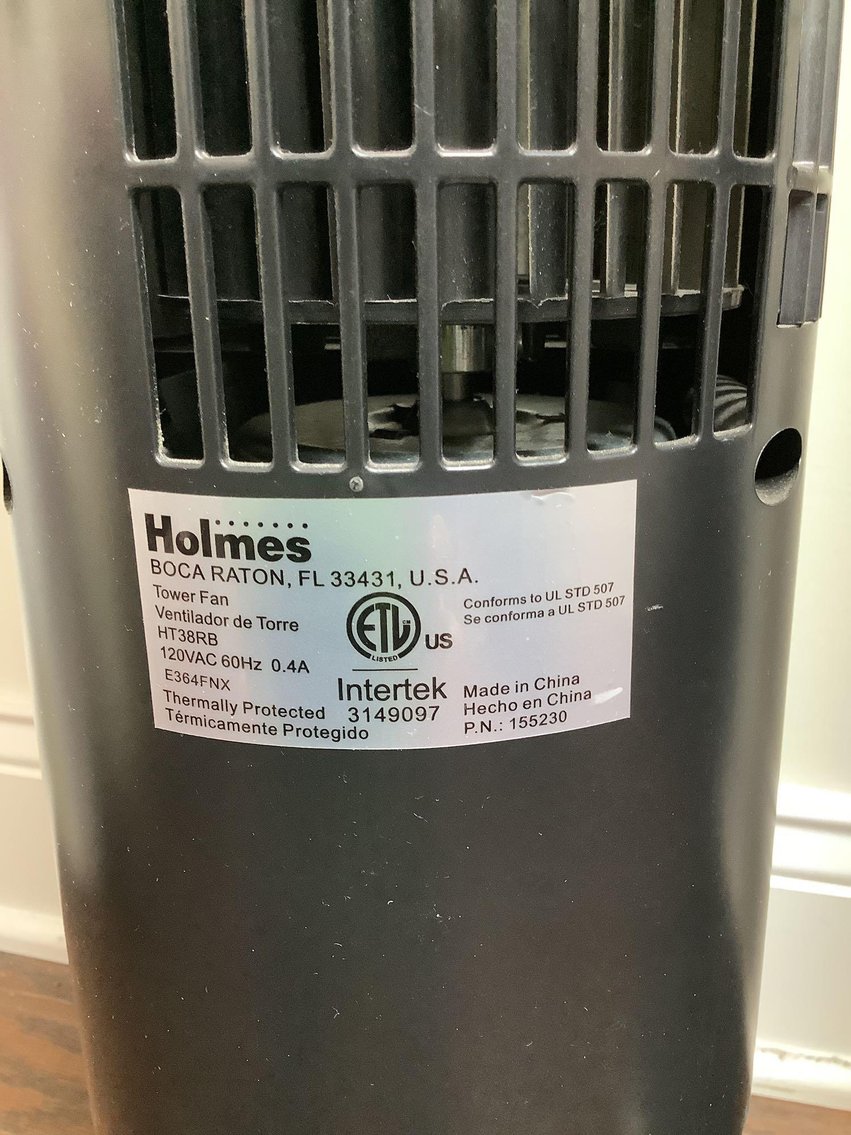 Holmes
BOCA RATON, FL 33431, U.S.A.
Tower Fan
Ventilador de Torre
HT38RB
120VAC 60Hz 0.4A
E364FNX
Thermally Protected
Térmicamente Protegido
ETL CM
LISTED
US
Intertek
3149097
Conforms to UL STD 507
Se conforma a UL STD 507
Made in China
Hecho en China
P.N.: 155230